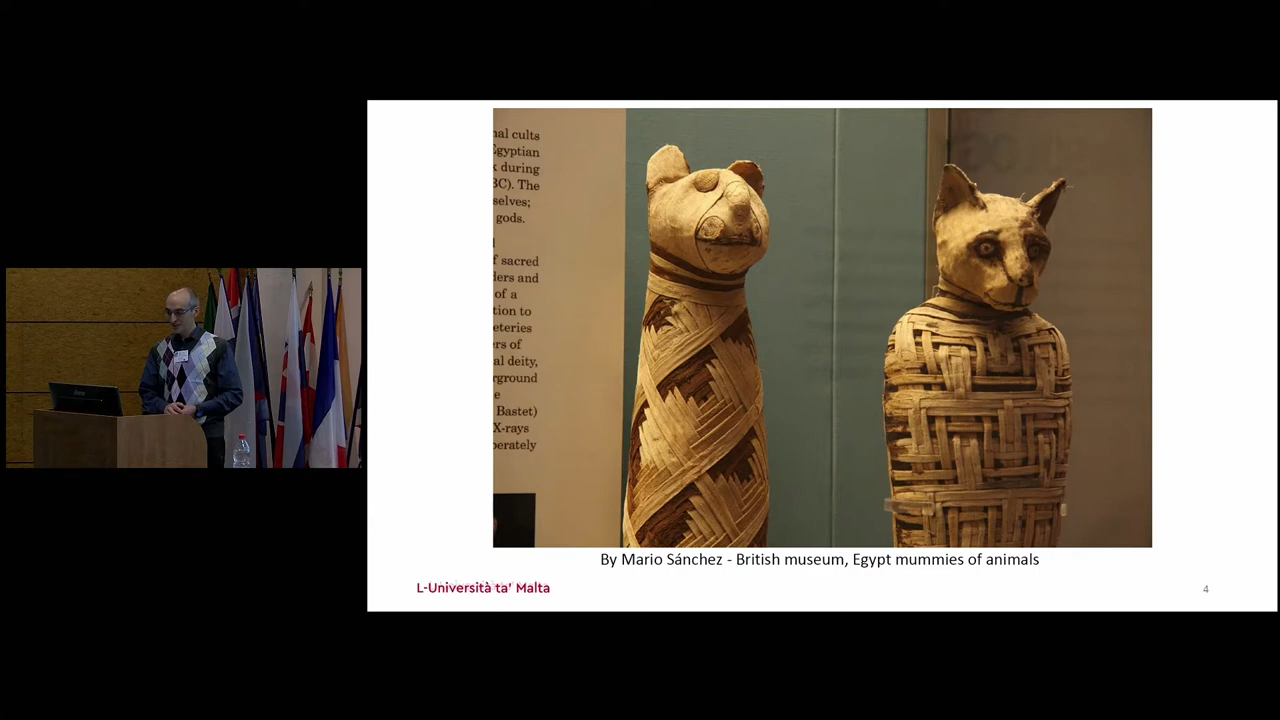 nal cults
Egyptian
k during
BC). The
selves;
gods.
f sacred
ders and
of a
tion to
eteries
ers of
al deity,
rground
e
Bastet)
X-rays
perately
By Mario Sánchez - British museum, Egypt mummies of animals
L-Università ta' Malta
4